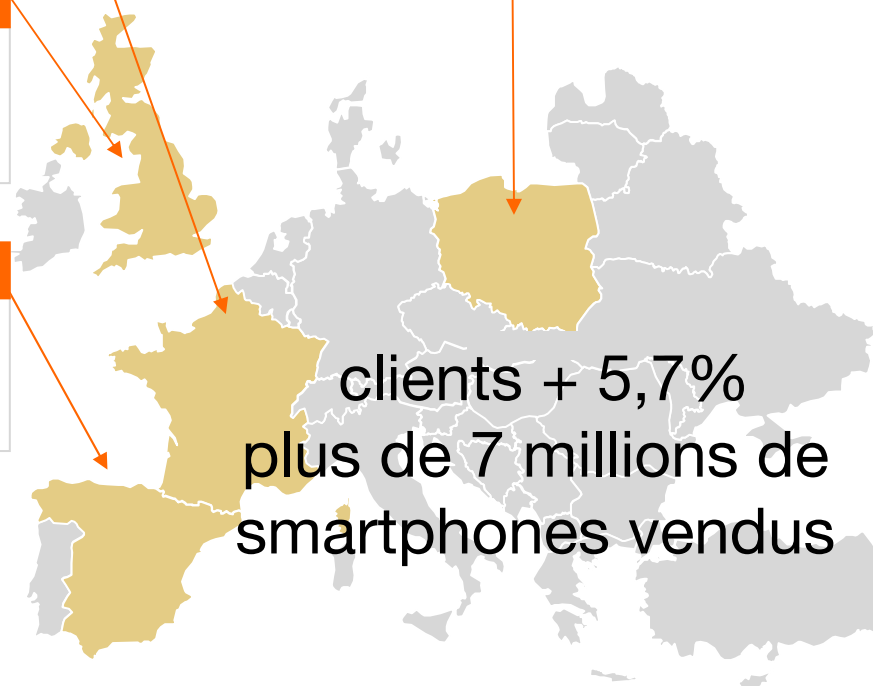 clients + 5,7%
plus de 7 millions de
smartphones vendus